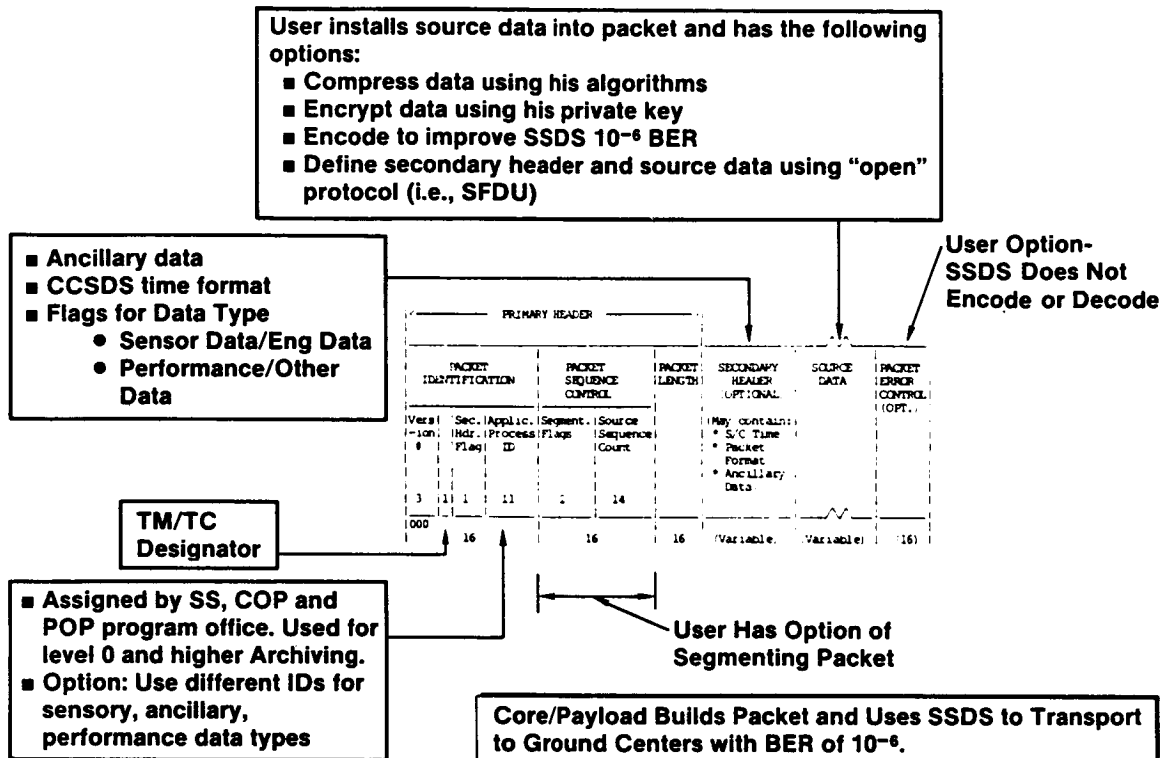 User installs source data into packet and has the following
options:
■ Compress data using his algorithms
■ Encrypt data using his private key
■ Encode to improve SSDS 10⁻⁶ BER
■ Define secondary header and source data using “open”
protocol (i.e., SFDU)
■ Ancillary data
■ CCSDS time format
■ Flags for Data Type
● Sensor Data/Eng Data
● Performance/Other
Data
User Option-
SSDS Does Not
Encode or Decode
PRIMARY HEADER
PACKET
IDENTIFICATION
PACKET
SEQUENCE
CONTROL
PACKET
LENGTH
SECONDARY
HEADER
(OPTIONAL)
SOURCE
DATA
PACKET
ERROR
CONTROL
(OPT.)
Vers
-ion
#
Sec.
Hdr.
Flag
Applic.
Process
ID
Segment.
Flags
Source
Sequence
Count
(May contain:
* S/C Time
* Packet
Format
* Ancillary
Data
3 1 1 11 2 14
000
16 16 16 (Variable) (Variable) (16)
TM/TC
Designator
■ Assigned by SS, COP and
POP program office. Used for
level 0 and higher Archiving.
■ Option: Use different IDs for
sensory, ancillary,
performance data types
User Has Option of
Segmenting Packet
Core/Payload Builds Packet and Uses SSDS to Transport
to Ground Centers with BER of 10⁻⁶.